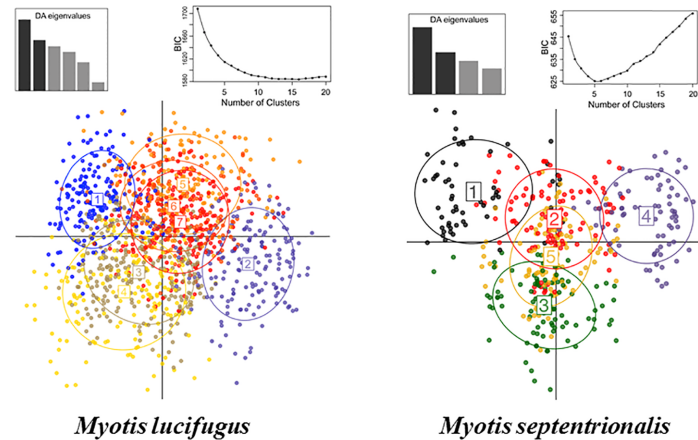 DA eigenvalues
BIC
1700
1660
1620
1580
5 10 15 20
Number of Clusters
1
5
6
7
3
2
Myotis lucifugus
DA eigenvalues
BIC
655
645
635
625
0 5 10 15 20
Number of Clusters
1
2
4
5
3
Myotis septentrionalis